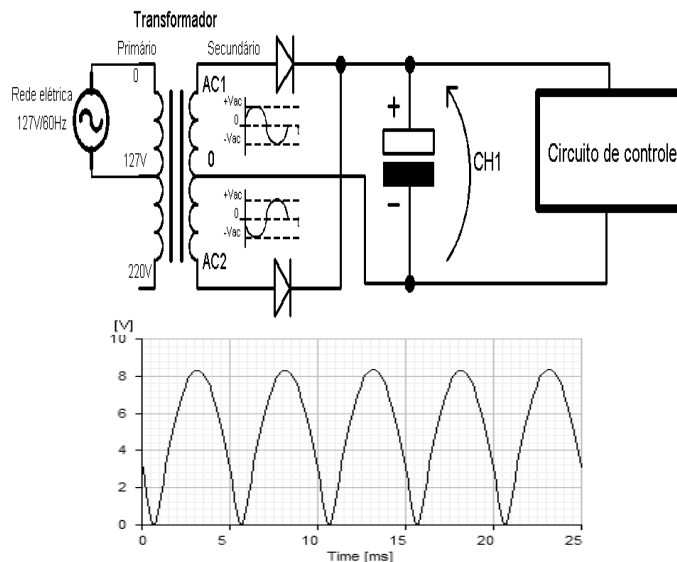 Transformador
Primário
Secundário
0
AC1
Rede elétrica
127V/60Hz
+Vac
0
-Vac
t
+
127V
0
CH1
Circuito de controle
+Vac
0
-Vac
t
-
220V
AC2
[V]
10
8
6
4
2
0
0
5
10
15
20
25
Time [ms]